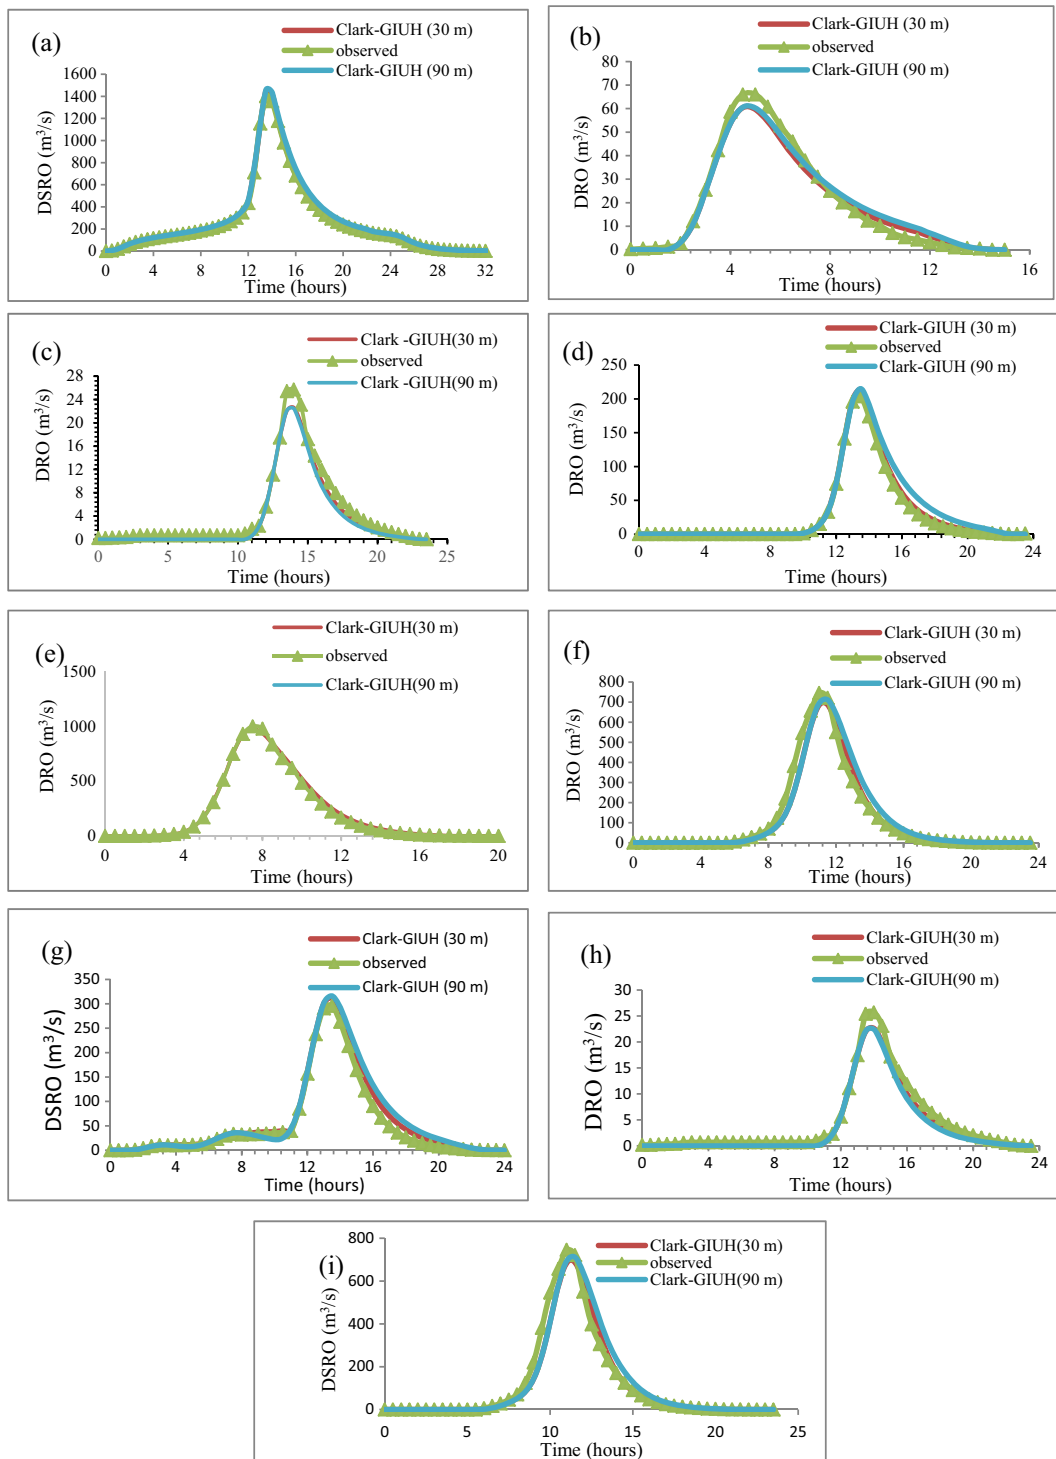 (a)
Clark-GIUH (30 m)
observed
Clark-GIUH (90 m)
DSRO (m³/s)
1600
1400
1200
1000
800
600
400
200
0
0 4 8 12 16 20 24 28 32
Time (hours)
(b)
Clark-GIUH (30 m)
observed
Clark-GIUH (90 m)
DRO (m³/s)
80
70
60
50
40
30
20
10
0
0 4 8 12 16
Time (hours)
(c)
Clark -GIUH(30 m)
observed
Clark -GIUH(90 m)
DRO (m³/s)
28
24
20
16
12
8
4
0
0 5 10 15 20 25
Time (hours)
(d)
Clark-GIUH (30 m)
observed
Clark-GIUH (90 m)
DRO (m³/s)
250
200
150
100
50
0
0 4 8 12 16 20 24
Time (hours)
(e)
Clark-GIUH(30 m)
observed
Clark-GIUH(90 m)
DRO (m³/s)
1500
1000
500
0
0 4 8 12 16 20
Time (hours)
(f)
Clark-GIUH (30 m)
observed
Clark-GIUH (90 m)
DRO (m³/s)
800
700
600
500
400
300
200
100
0
0 4 8 12 16 20 24
Time (hours)
(g)
Clark-GIUH (30 m)
observed
Clark-GIUH (90 m)
DSRO (m³/s)
350
300
250
200
150
100
50
0
0 4 8 12 16 20 24
Time (hours)
(h)
Clark-GIUH(30 m)
observed
Clark-GIUH(90 m)
DRO (m³/s)
30
25
20
15
10
5
0
0 4 8 12 16 20 24
Time (hours)
(i)
Clark-GIUH(30 m)
observed
Clark-GIUH(90 m)
DSRO (m³/s)
800
600
400
200
0
0 5 10 15 20 25
Time (hours)